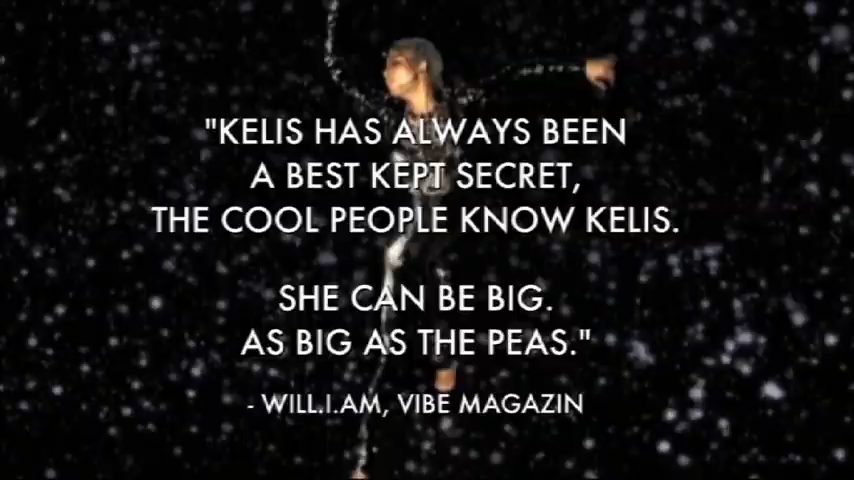 "KELIS HAS ALWAYS BEEN
A BEST KEPT SECRET,
THE COOL PEOPLE KNOW KELIS.
SHE CAN BE BIG.
AS BIG AS THE PEAS."
- WILL.I.AM, VIBE MAGAZIN